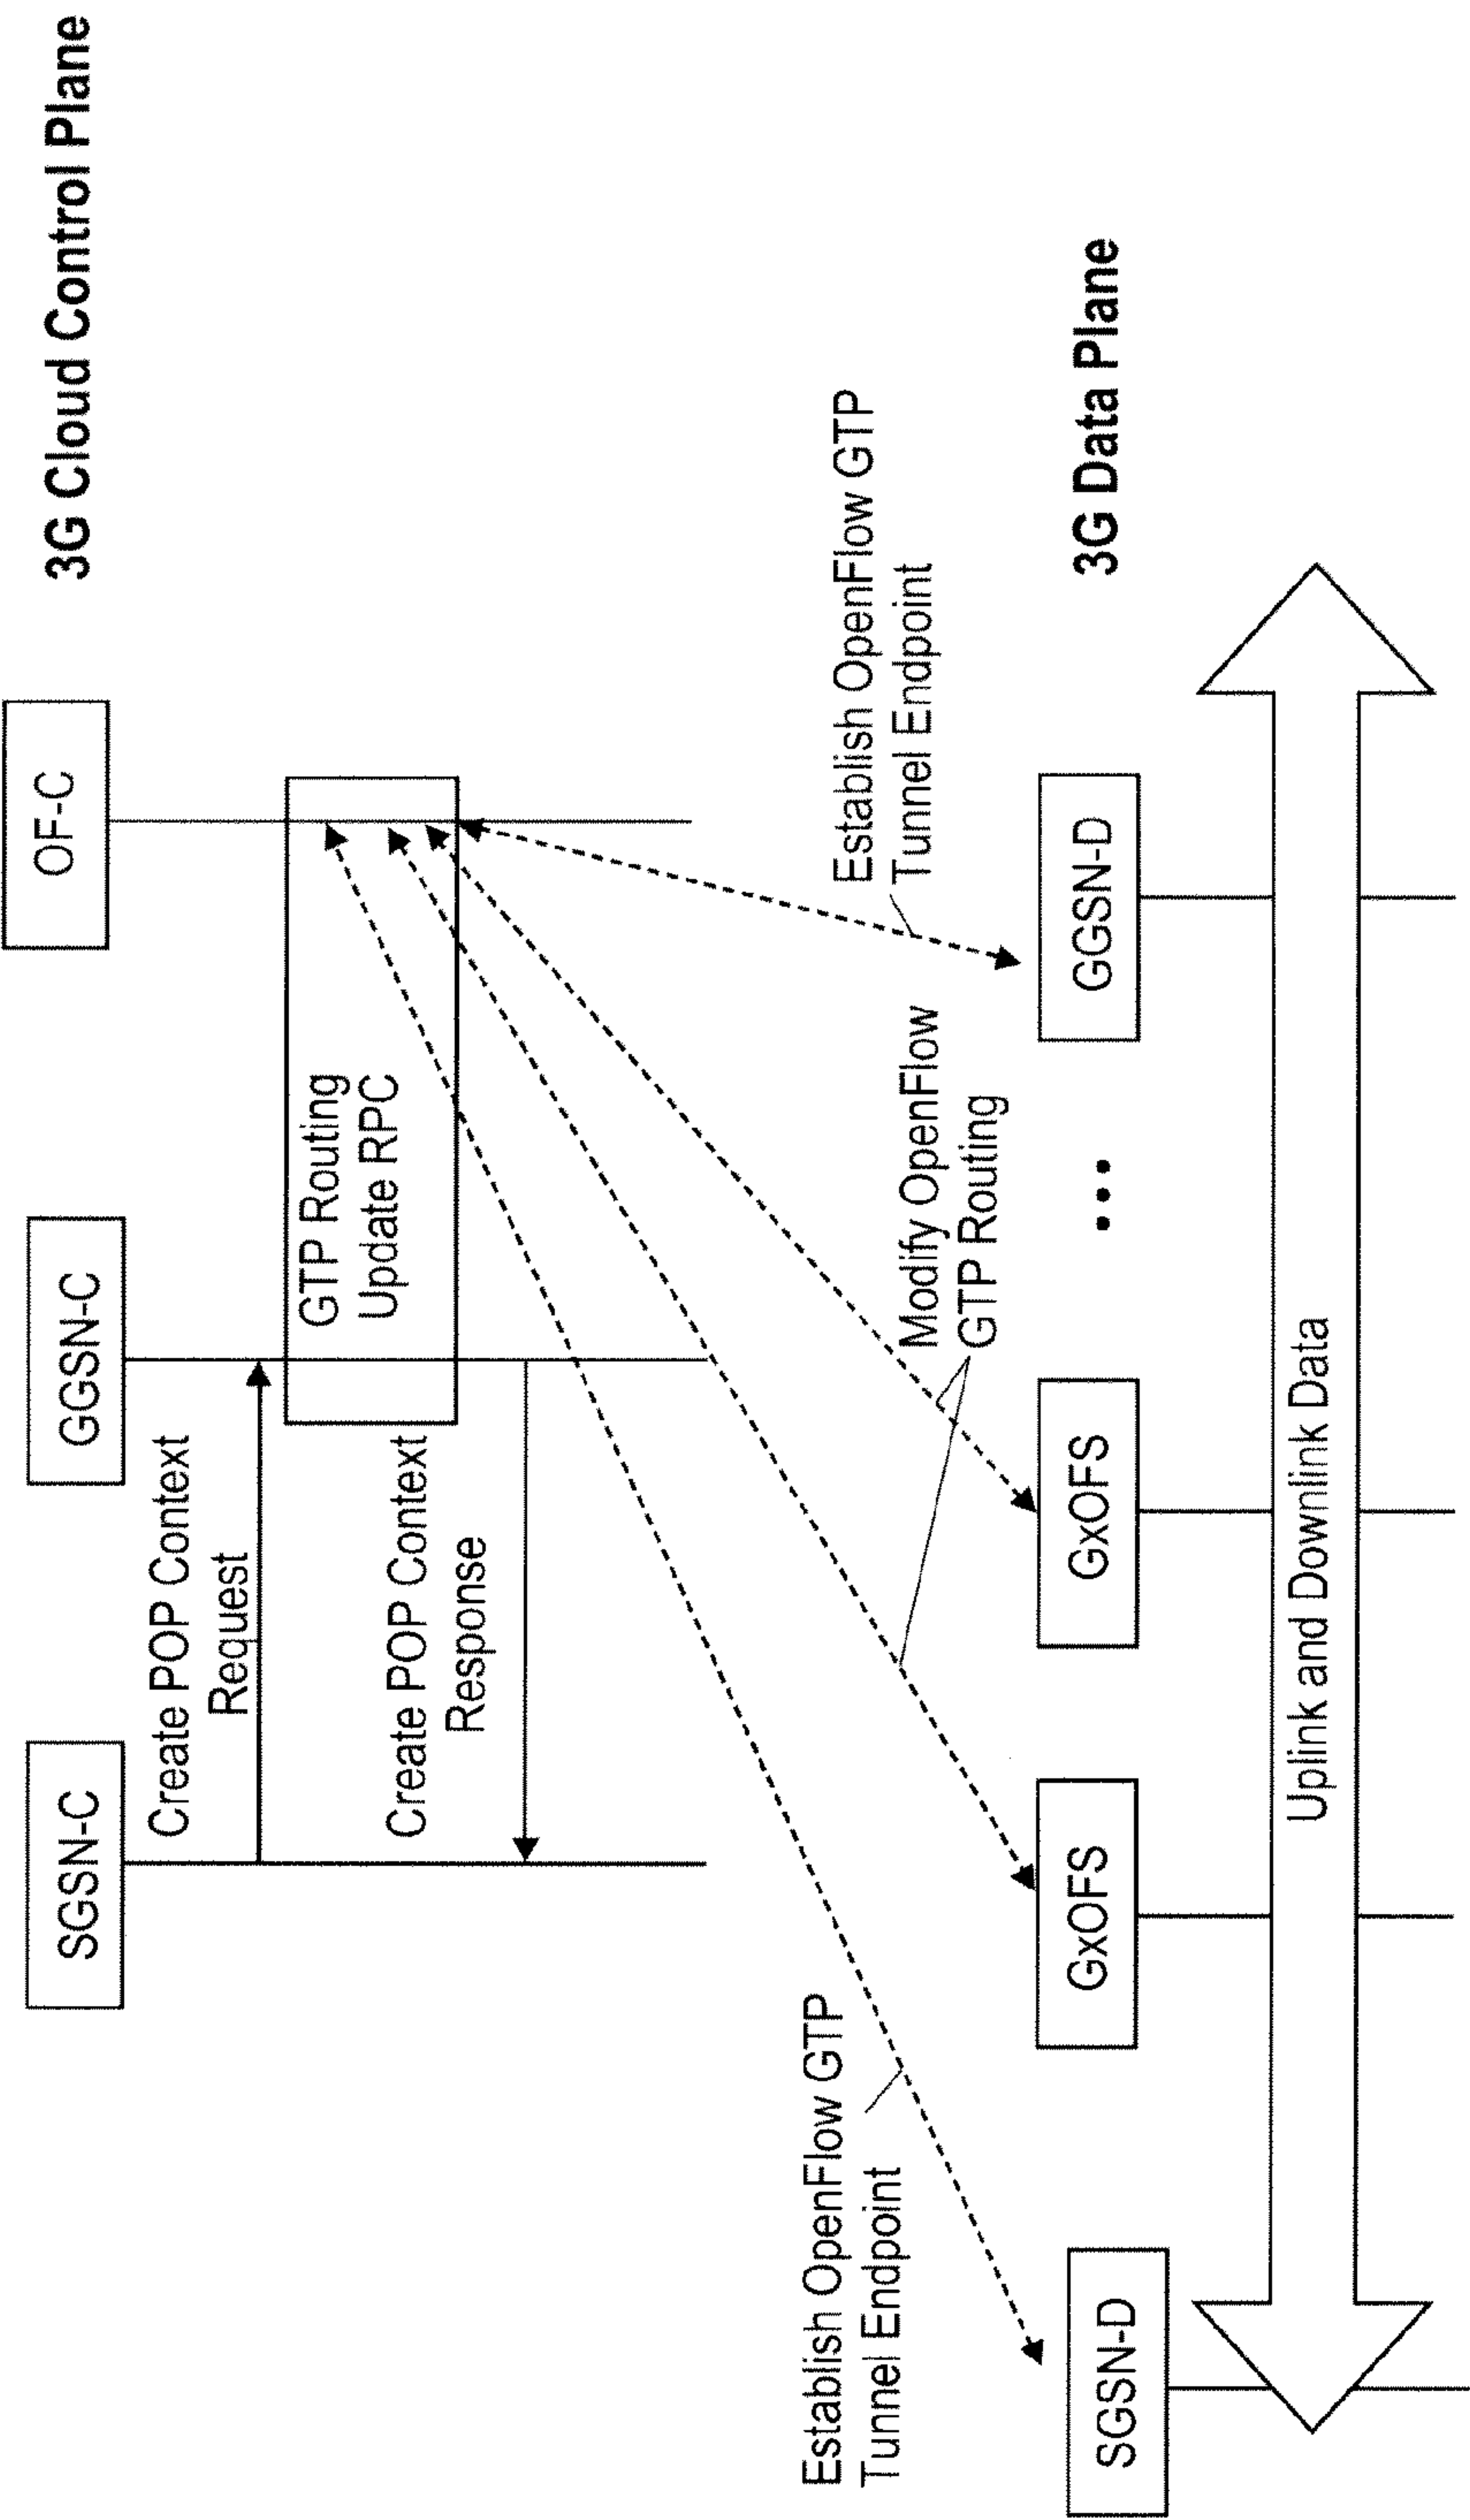 3G Cloud Control Plane
SGSN-C
GGSN-C
OF-C
Create POP Context
Request
GTP Routing
Update RPC
Create POP Context
Response
Establish OpenFlow GTP
Tunnel Endpoint
Modify OpenFlow
GTP Routing
Establish OpenFlow GTP
Tunnel Endpoint
3G Data Plane
SGSN-D
GxOFS
GxOFS
•••
GGSN-D
Uplink and Downlink Data